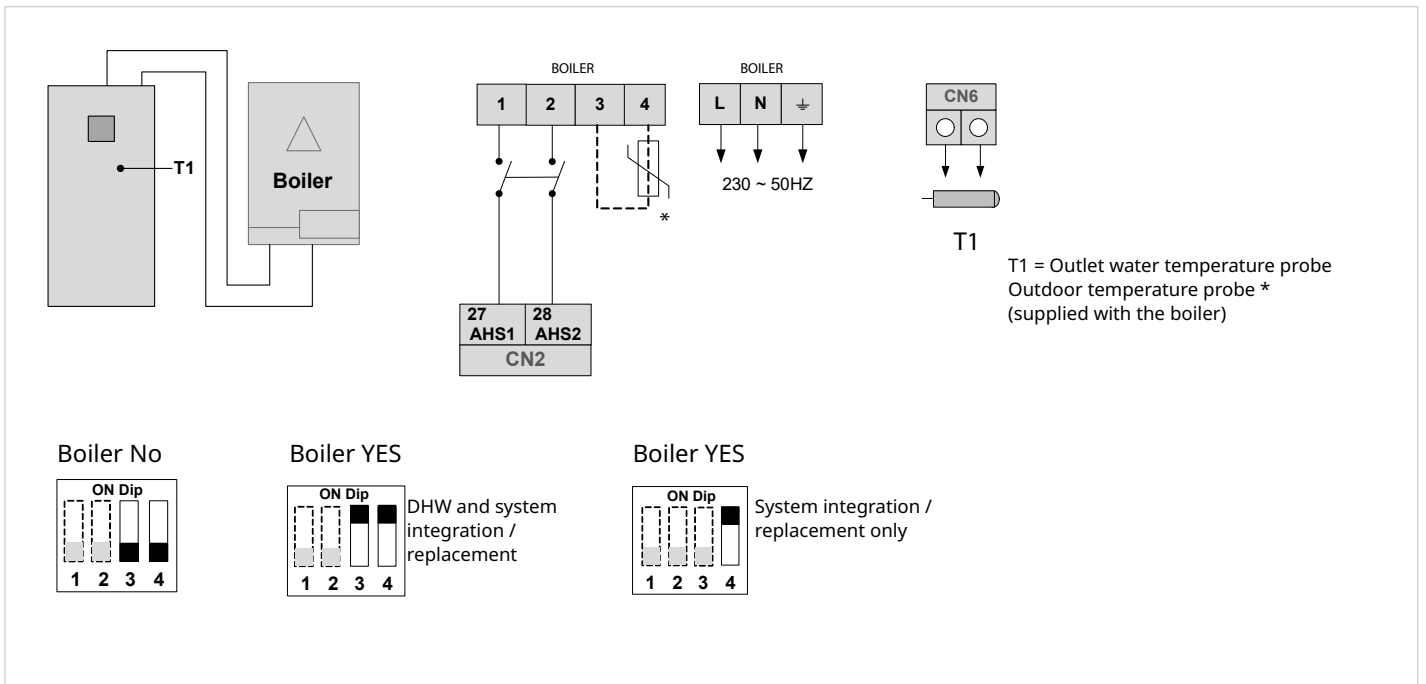 T1
Boiler
BOILER
1 2 3 4
*
27 28
AHS1 AHS2
CN2
BOILER
L N
230 ~ 50HZ
CN6
T1
T1 = Outlet water temperature probe
Outdoor temperature probe *
(supplied with the boiler)
Boiler No
ON Dip
1 2 3 4
Boiler YES
ON Dip
1 2 3 4
DHW and system
integration /
replacement
Boiler YES
ON Dip
1 2 3 4
System integration /
replacement only